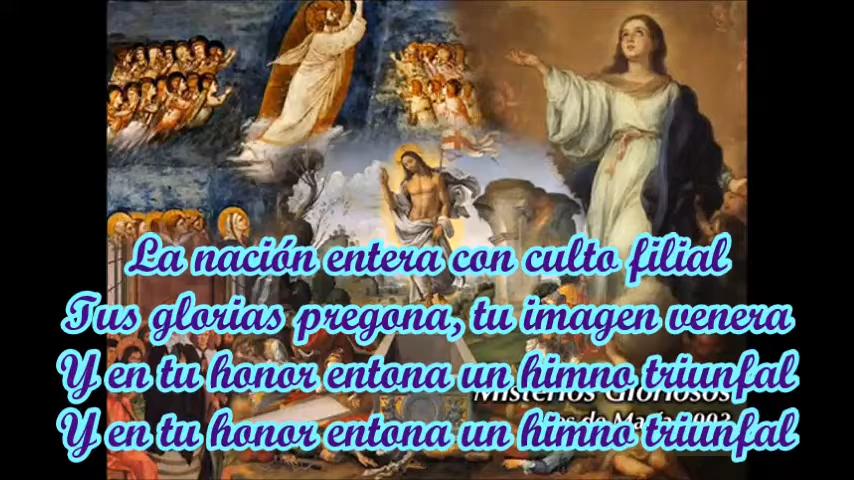 La nación entera con culto filial
Tus glorias pregona, tu imagen venera
Y en tu honor entona un himno triunfal
Misterios Gloriosos
Y en tu honor entona un himno triunfal